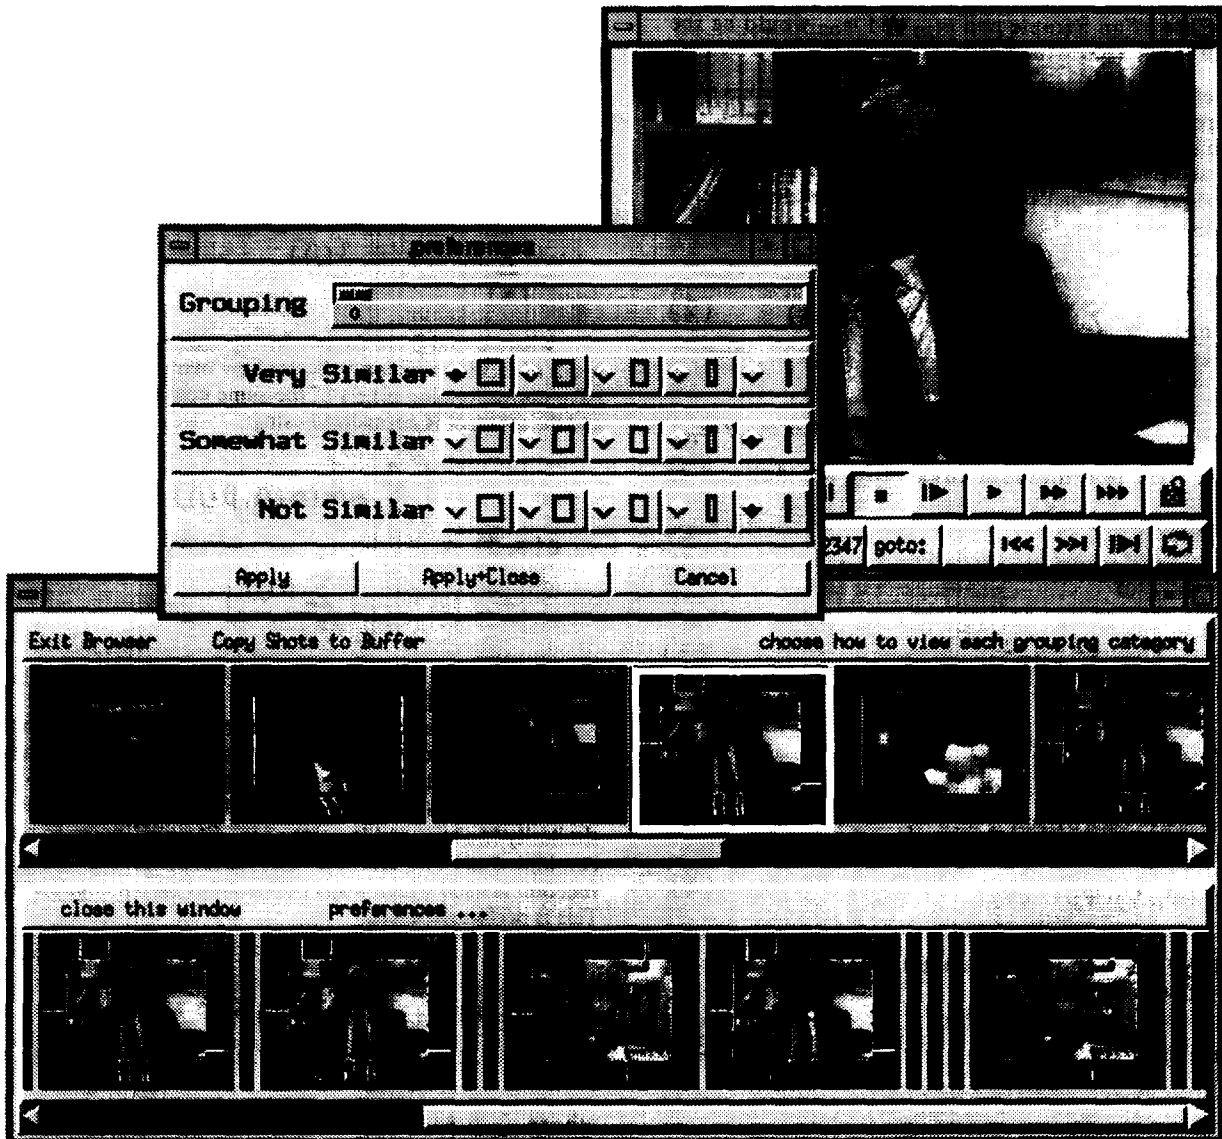 preferences
Grouping
0
Very Similar
Somewhat Similar
Not Similar
Apply Apply+Close Cancel
2347 goto:
Exit Browser Copy Shots to Buffer choose how to view each grouping category
close this window preferences ...